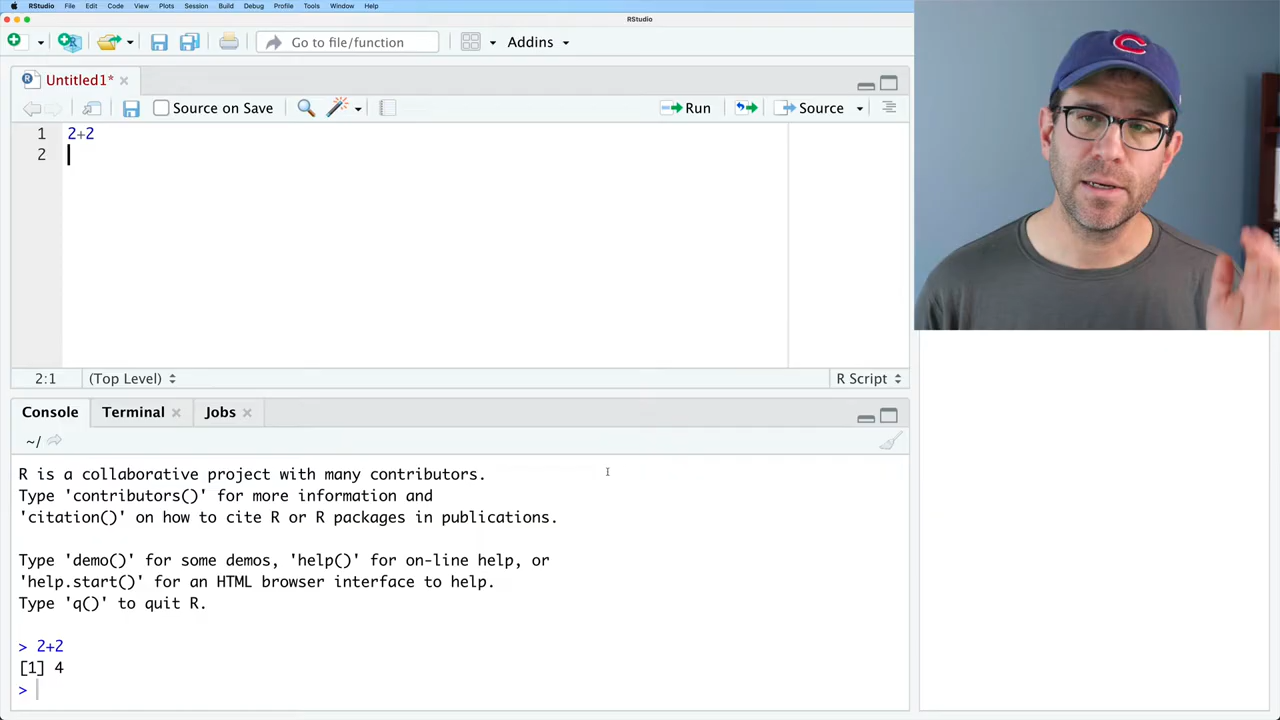 RStudio File Edit Code View Plots Session Build Debug Profile Tools Window Help
RStudio
Go to file/function Addins
Untitled1*
Source on Save Run Source
1 2+2
2
2:1 (Top Level) R Script
Console Terminal Jobs
~/
R is a collaborative project with many contributors.
Type 'contributors()' for more information and
'citation()' on how to cite R or R packages in publications.
Type 'demo()' for some demos, 'help()' for on-line help, or
'help.start()' for an HTML browser interface to help.
Type 'q()' to quit R.
> 2+2
[1] 4
>
C